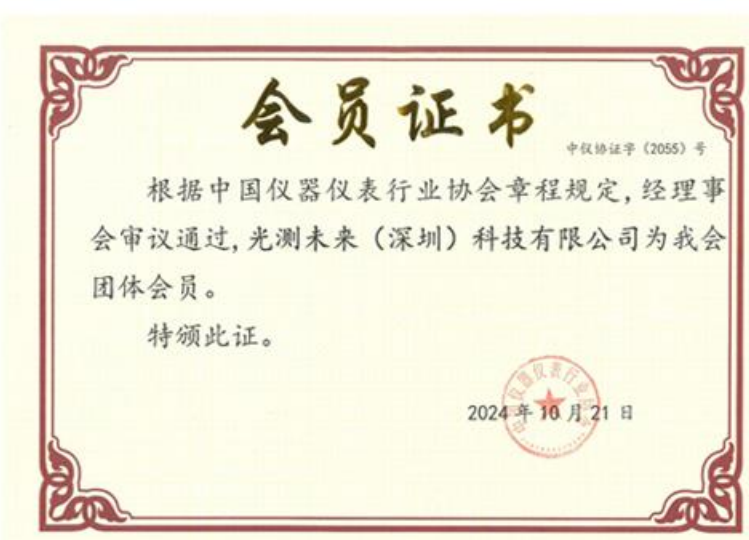 会员证书
中仪协证字（2055）号
根据中国仪器仪表行业协会章程规定,经理事
会审议通过,光测未来（深圳）科技有限公司为我会
团体会员。
特颁此证。
2024年10月21日